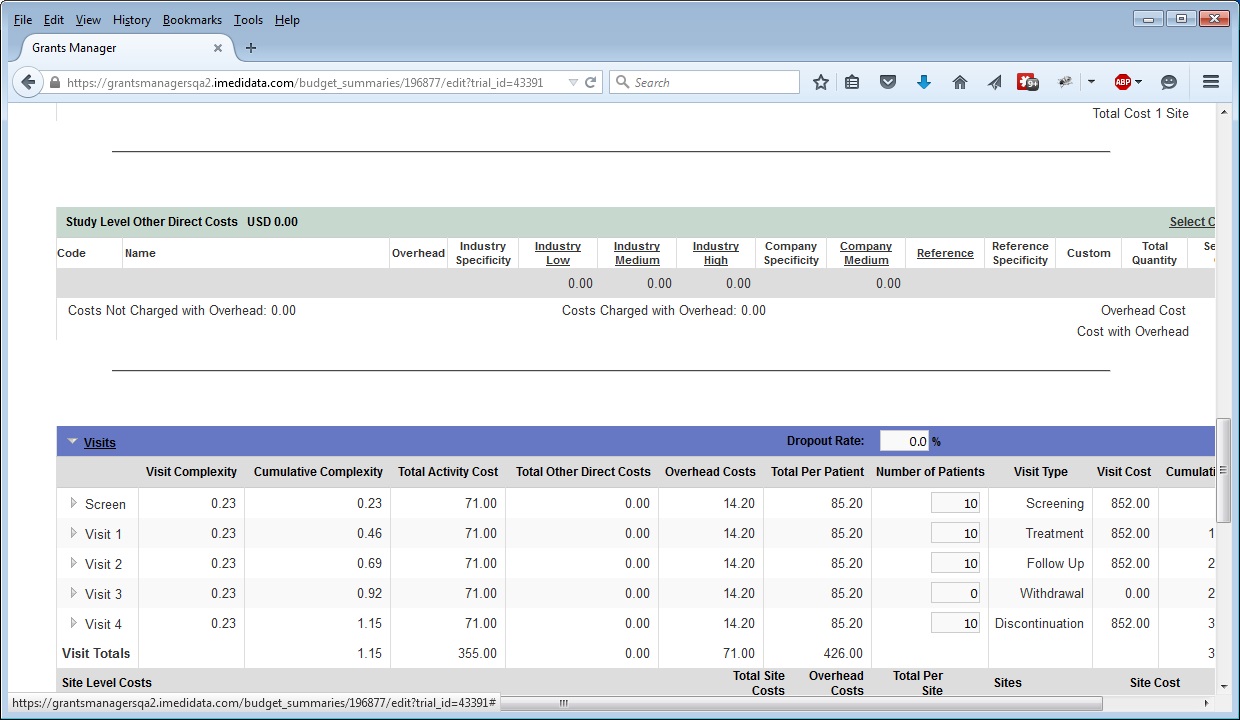 File Edit View History Bookmarks Tools Help
Grants Manager
https://grantsmanagersqa2.imedidata.com/budget_summaries/196877/edit?trial_id=43391 Search 9+ ABP
Total Cost 1 Site
Study Level Other Direct Costs USD 0.00 Select C
Code Name Overhead Industry Specificity Industry Low Industry Medium Industry High Company Specificity Company Medium Reference Reference Specificity Custom Total Quantity Se
0.00 0.00 0.00 0.00
Costs Not Charged with Overhead: 0.00 Costs Charged with Overhead: 0.00 Overhead Cost
Cost with Overhead
Visits Dropout Rate: 0.0 %
Visit Complexity Cumulative Complexity Total Activity Cost Total Other Direct Costs Overhead Costs Total Per Patient Number of Patients Visit Type Visit Cost Cumulati
Screen 0.23 0.23 71.00 0.00 14.20 85.20 10 Screening 852.00
Visit 1 0.23 0.46 71.00 0.00 14.20 85.20 10 Treatment 852.00 1
Visit 2 0.23 0.69 71.00 0.00 14.20 85.20 10 Follow Up 852.00 2
Visit 3 0.23 0.92 71.00 0.00 14.20 85.20 0 Withdrawal 0.00 2
Visit 4 0.23 1.15 71.00 0.00 14.20 85.20 10 Discontinuation 852.00 3
Visit Totals 1.15 355.00 0.00 71.00 426.00 3
Site Level Costs Total Site Costs Overhead Costs Total Per Site Sites Site Cost
https://grantsmanagersqa2.imedidata.com/budget_summaries/196877/edit?trial_id=43391#